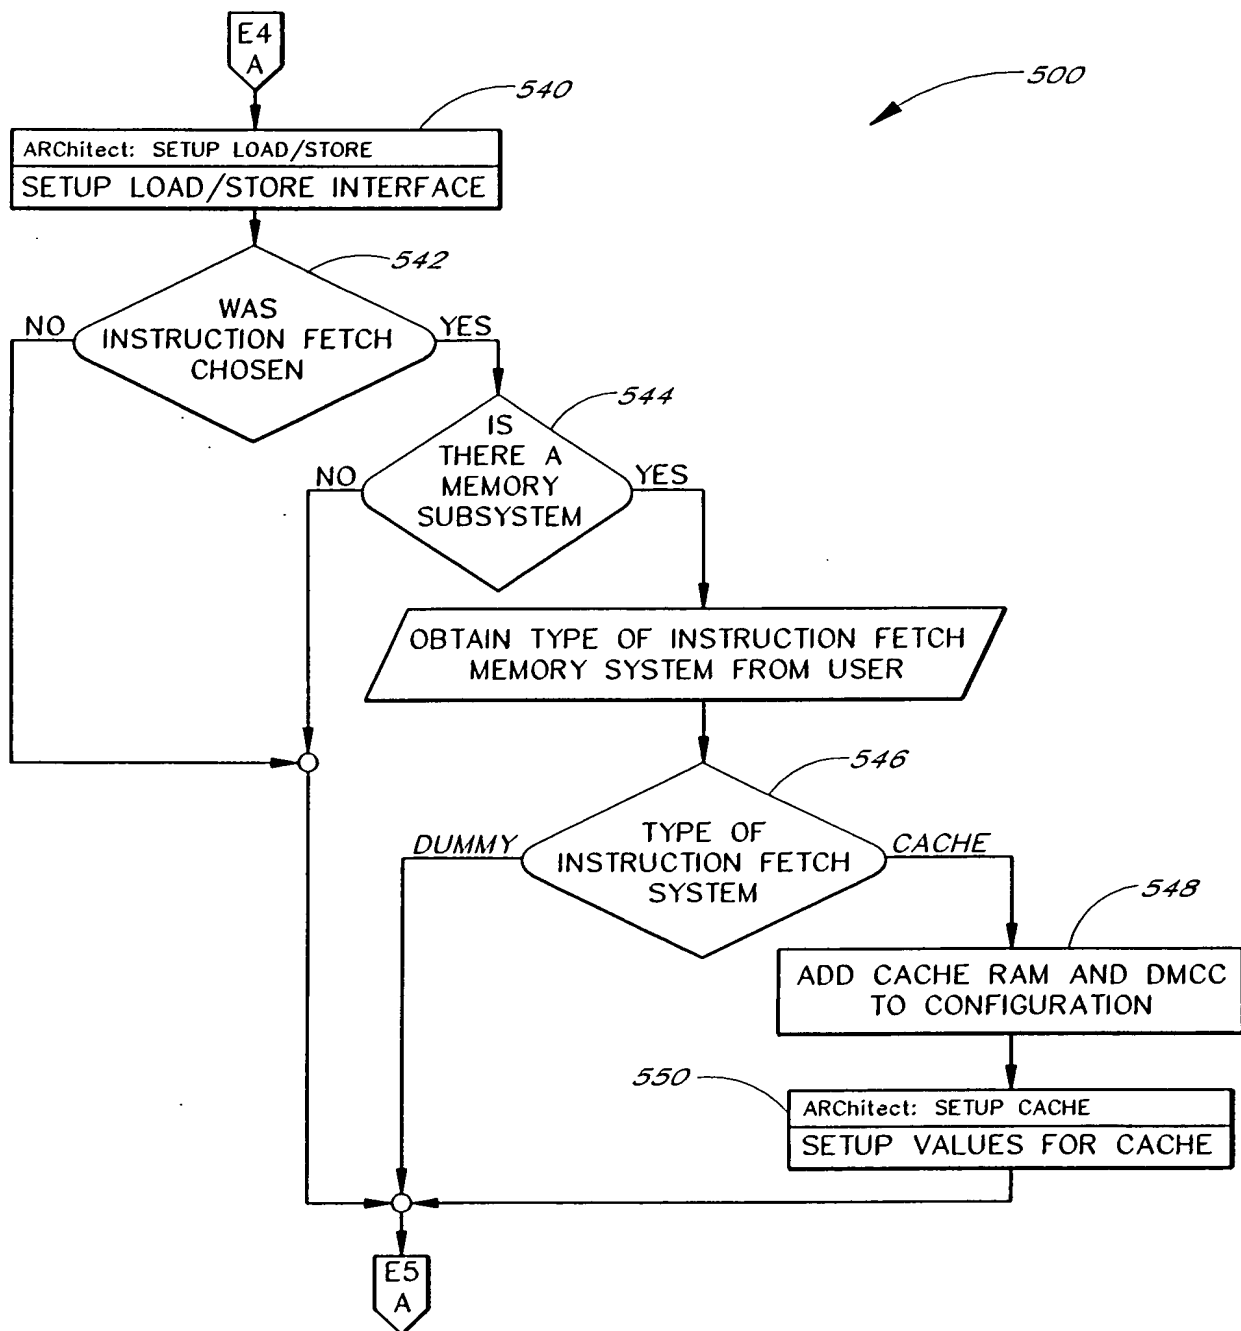 E4
A
500
540
ARChitect: SETUP LOAD/STORE
SETUP LOAD/STORE INTERFACE
542
WAS
INSTRUCTION FETCH
CHOSEN
NO
YES
544
IS
THERE A
MEMORY
SUBSYSTEM
NO
YES
OBTAIN TYPE OF INSTRUCTION FETCH
MEMORY SYSTEM FROM USER
546
TYPE OF
INSTRUCTION FETCH
SYSTEM
DUMMY
CACHE
548
ADD CACHE RAM AND DMCC
TO CONFIGURATION
550
ARChitect: SETUP CACHE
SETUP VALUES FOR CACHE
E5
A